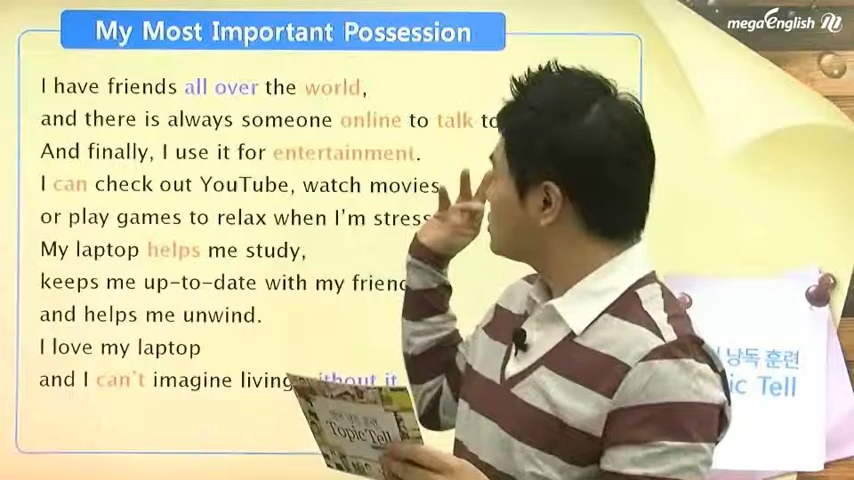 My Most Important Possession
megaEnglish
I have friends all over the world,
and there is always someone online to talk to
And finally, I use it for entertainment.
I can check out YouTube, watch movies
or play games to relax when I'm stress
My laptop helps me study,
keeps me up-to-date with my friend
and helps me unwind.
I love my laptop
and I can't imagine living without it
낭독 훈련
ic Tell
Topic Tell